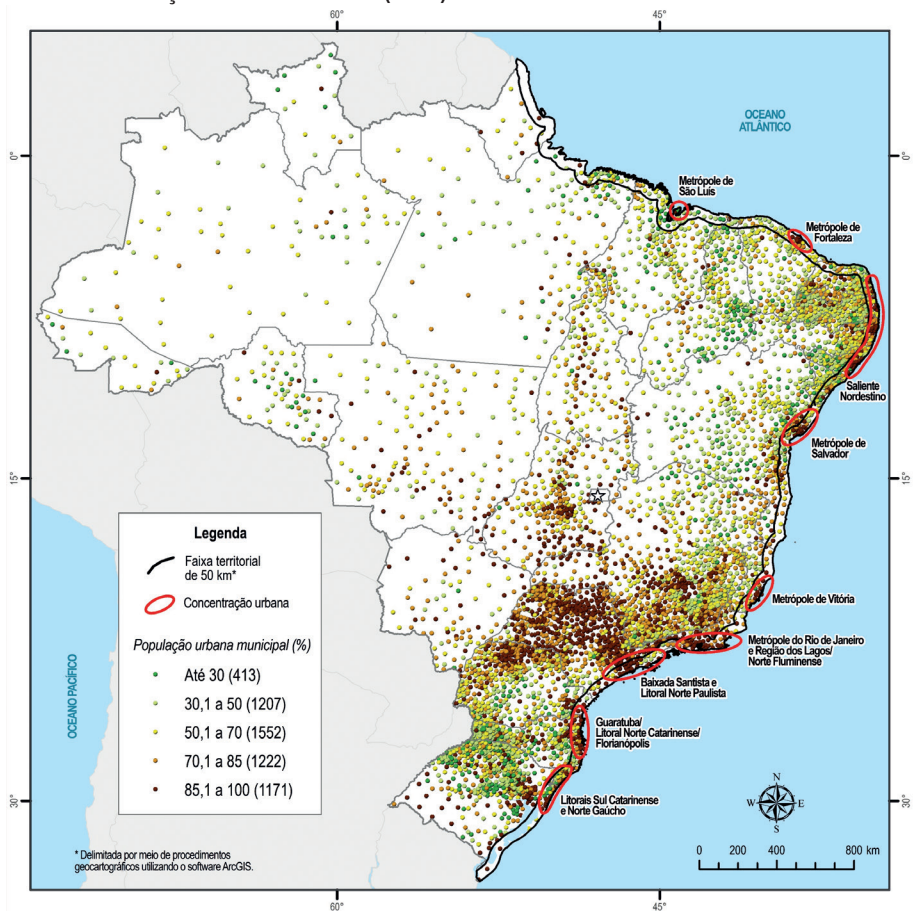 60°
45°
OCEANO
ATLÂNTICO
0°
0°
Metrópole de
São Luís
Metrópole de
Fortaleza
Saliente
Nordestino
Metrópole de
Salvador
15°
15°
Legenda
Faixa territorial
de 50 km*
Concentração urbana
População urbana municipal (%)
Até 30 (413)
30,1 a 50 (1207)
50,1 a 70 (1552)
70,1 a 85 (1222)
85,1 a 100 (1171)
Metrópole de Vitória
Metrópole do Rio de Janeiro
e Região dos Lagos/
Norte Fluminense
Baixada Santista e
Litoral Norte Paulista
OCEANO PACÍFICO
Guaratuba/
Litoral Norte Catarinense/
Florianópolis
Litorais Sul Catarinense
e Norte Gaúcho
30°
30°
N
W
E
S
* Delimitada por meio de procedimentos
geocartográficos utilizando o software ArcGIS.
0 200 400 800 km
60°
45°